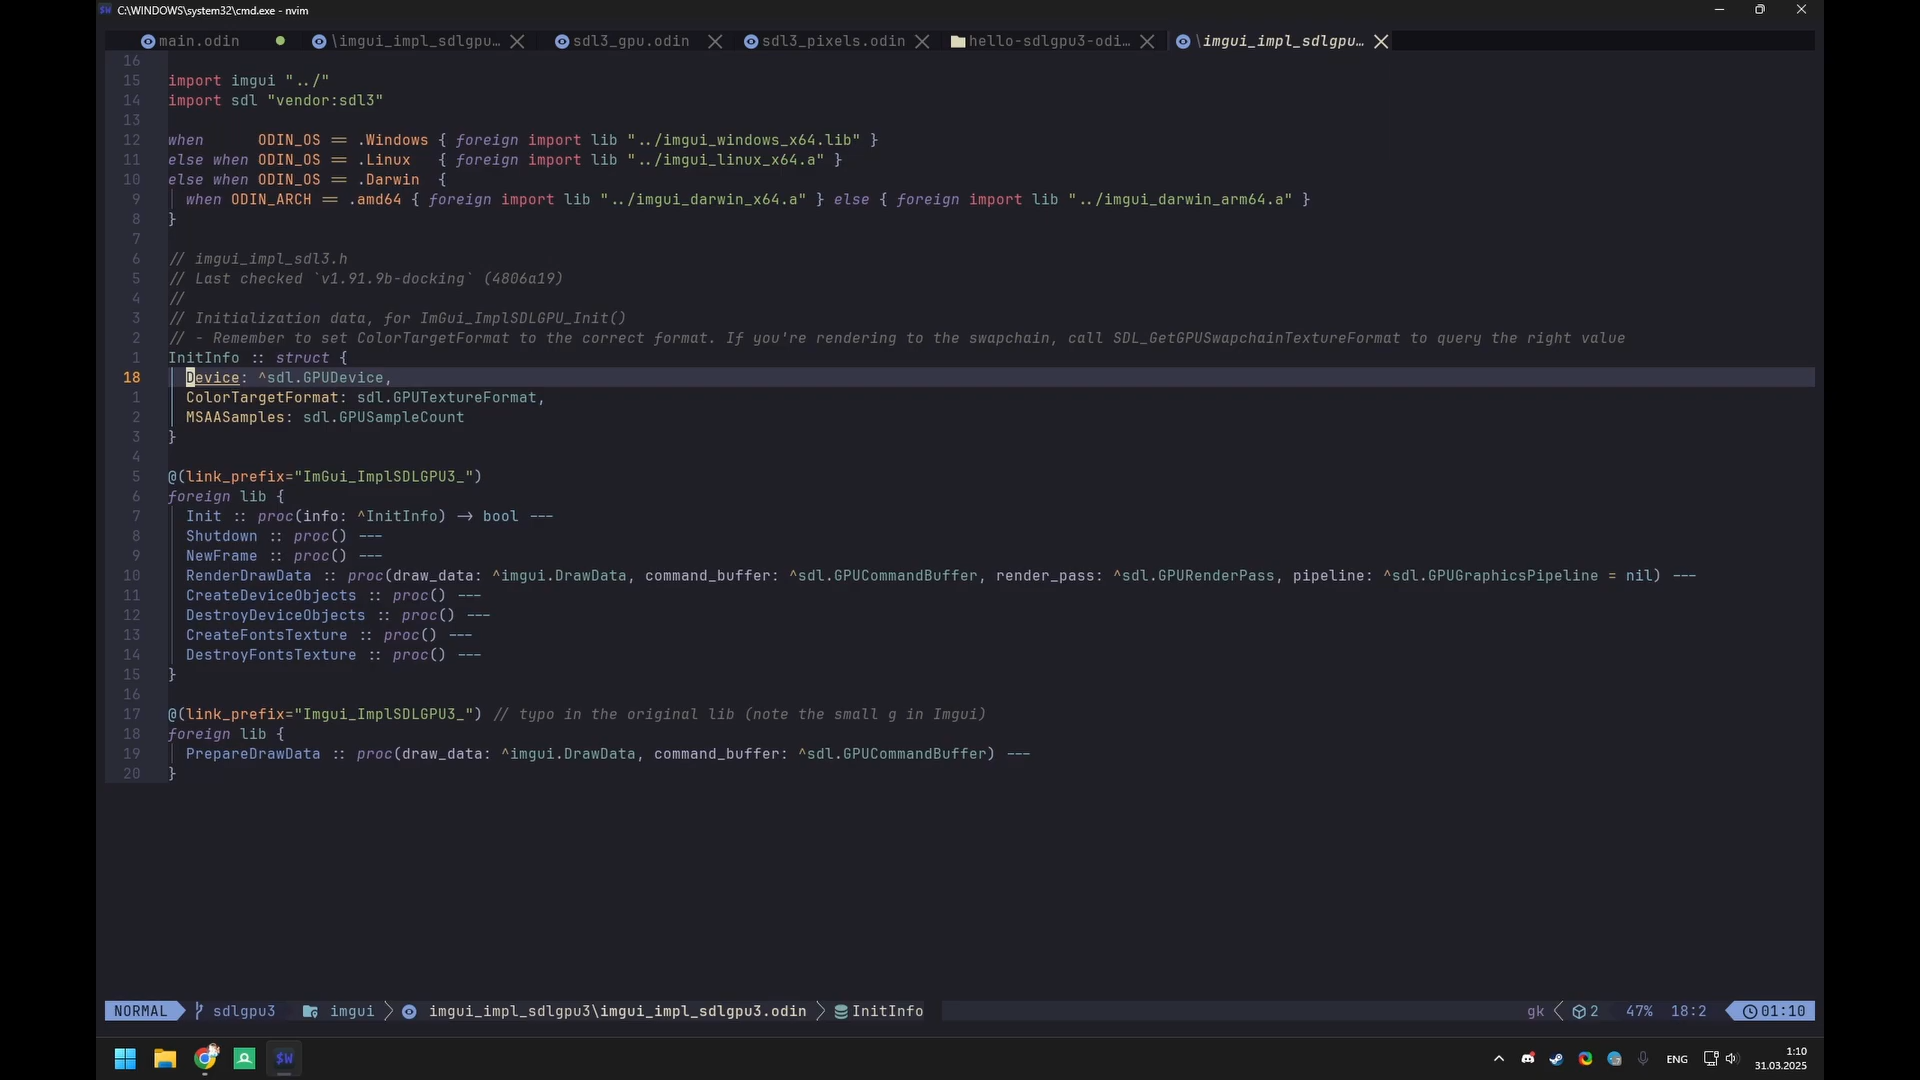 C:\WINDOWS\system32\cmd.exe - nvim
main.odin \imgui_impl_sdlgpu… sdl3_gpu.odin sdl3_pixels.odin hello-sdlgpu3-odi… \imgui_impl_sdlgpu…
16
15 import imgui "../"
14 import sdl "vendor:sdl3"
13
12 when ODIN_OS == .Windows { foreign import lib "../imgui_windows_x64.lib" }
11 else when ODIN_OS == .Linux { foreign import lib "../imgui_linux_x64.a" }
10 else when ODIN_OS == .Darwin {
9 when ODIN_ARCH == .amd64 { foreign import lib "../imgui_darwin_x64.a" } else { foreign import lib "../imgui_darwin_arm64.a" }
8 }
7
6 // imgui_impl_sdl3.h
5 // Last checked `v1.91.9b-docking` (4806a19)
4 //
3 // Initialization data, for ImGui_ImplSDLGPU_Init()
2 // - Remember to set ColorTargetFormat to the correct format. If you're rendering to the swapchain, call SDL_GetGPUSwapchainTextureFormat to query the right value
1 InitInfo :: struct {
18 Device: ^sdl.GPUDevice,
1 ColorTargetFormat: sdl.GPUTextureFormat,
2 MSAASamples: sdl.GPUSampleCount
3 }
4
5 @(link_prefix="ImGui_ImplSDLGPU3_")
6 foreign lib {
7 Init :: proc(info: ^InitInfo) -> bool ---
8 Shutdown :: proc() ---
9 NewFrame :: proc() ---
10 RenderDrawData :: proc(draw_data: ^imgui.DrawData, command_buffer: ^sdl.GPUCommandBuffer, render_pass: ^sdl.GPURenderPass, pipeline: ^sdl.GPUGraphicsPipeline = nil) ---
11 CreateDeviceObjects :: proc() ---
12 DestroyDeviceObjects :: proc() ---
13 CreateFontsTexture :: proc() ---
14 DestroyFontsTexture :: proc() ---
15 }
16
17 @(link_prefix="Imgui_ImplSDLGPU3_") // typo in the original lib (note the small g in Imgui)
18 foreign lib {
19 PrepareDrawData :: proc(draw_data: ^imgui.DrawData, command_buffer: ^sdl.GPUCommandBuffer) ---
20 }
NORMAL sdlgpu3 imgui imgui_impl_sdlgpu3\imgui_impl_sdlgpu3.odin InitInfo gk 2 47% 18:2 01:10
$W ENG 1:10
31.03.2025